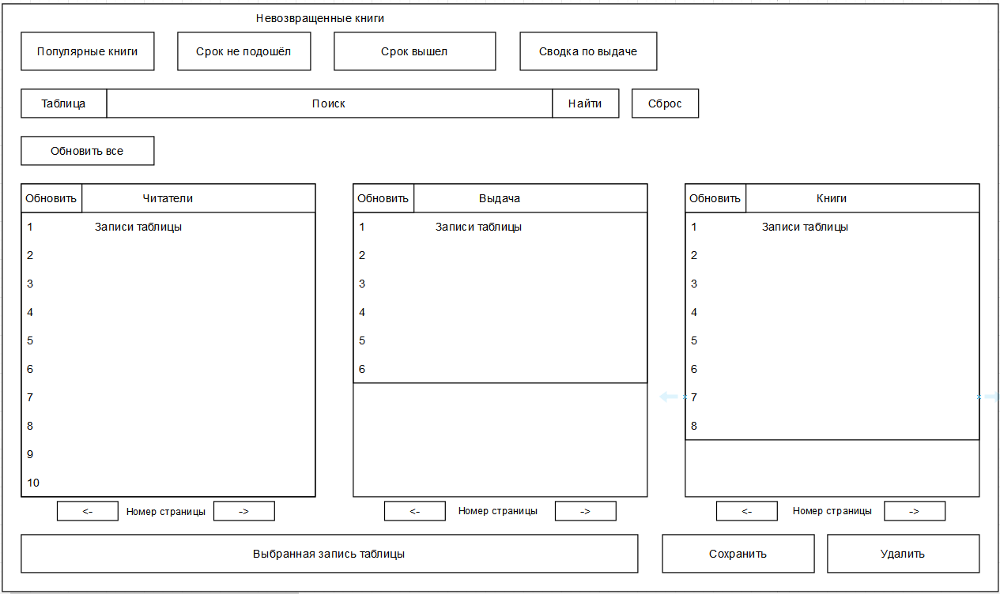 Невозвращенные книги
Популярные книги Срок не подошёл Срок вышел Сводка по выдаче
Таблица Поиск Найти Сброс
Обновить все
Обновить Читатели Обновить Выдача Обновить Книги
1 Записи таблицы 1 Записи таблицы 1 Записи таблицы
2 2 2
3 3 3
4 4 4
5 5 5
6 6 6
7 7
8 8
9
10
<- Номер страницы -> <- Номер страницы -> <- Номер страницы ->
Выбранная запись таблицы Сохранить Удалить